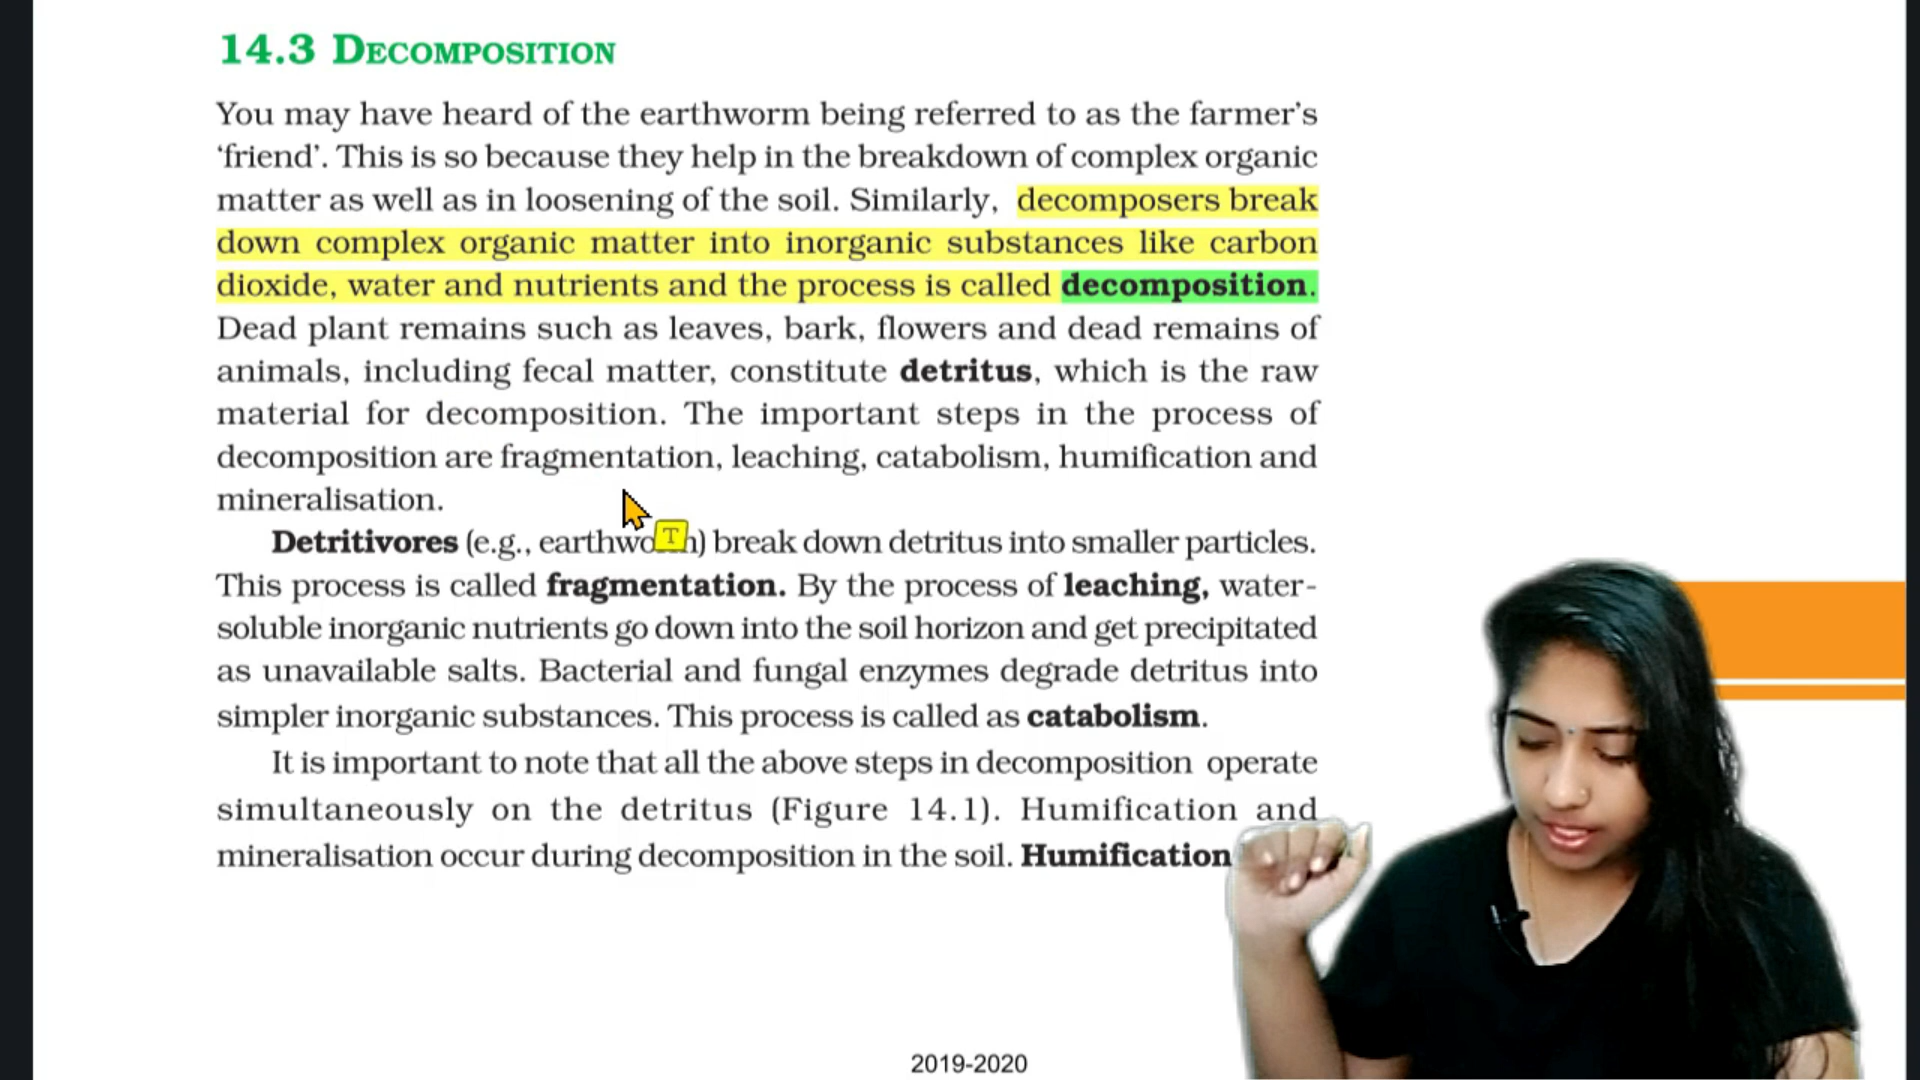 14.3 DECOMPOSITION
You may have heard of the earthworm being referred to as the farmer’s
‘friend’. This is so because they help in the breakdown of complex organic
matter as well as in loosening of the soil. Similarly, decomposers break
down complex organic matter into inorganic substances like carbon
dioxide, water and nutrients and the process is called decomposition.
Dead plant remains such as leaves, bark, flowers and dead remains of
animals, including fecal matter, constitute detritus, which is the raw
material for decomposition. The important steps in the process of
decomposition are fragmentation, leaching, catabolism, humification and
mineralisation.
Detritivores (e.g., break down detritus into smaller particles.
This process is called fragmentation. By the process of leaching, water-
soluble inorganic nutrients go down into the soil horizon and get precipitated
as unavailable salts. Bacterial and fungal enzymes degrade detritus into
simpler inorganic substances. This process is called as catabolism.
It is important to note that all the above steps in decomposition operate
simultaneously on the detritus (Figure 14.1). Humification and
mineralisation occur during decomposition in the soil. Humification
2019-2020